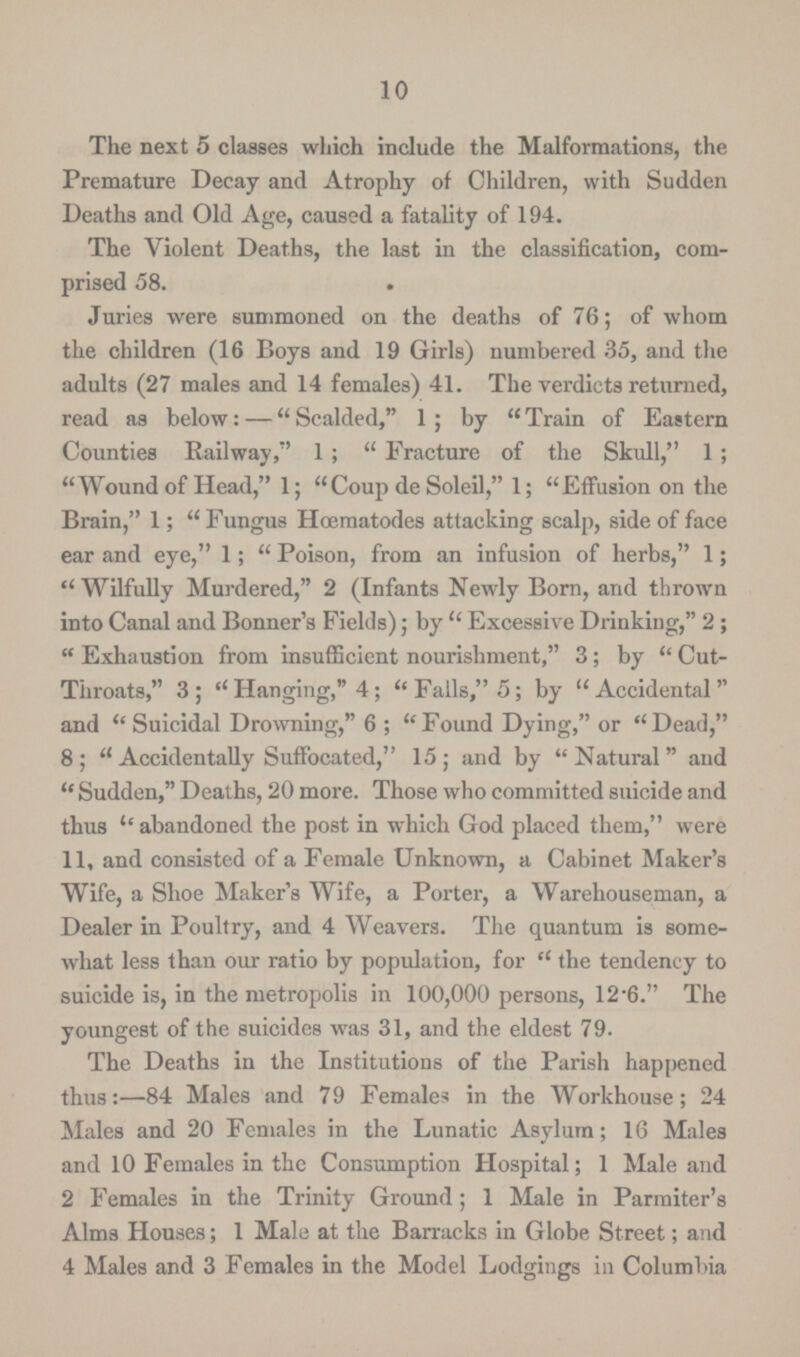 10
The next 5 classes which include the Malformations, the
Premature Decay and Atrophy of Children, with Sudden
Deaths and Old Age, caused a fatality of 194.
The Violent Deaths, the last in the classification, com-
prised 58.
Juries were summoned on the deaths of 76; of whom
the children (16 Boys and 19 Girls) numbered 35, and the
adults (27 males and 14 females) 41. The verdicts returned,
read as below:—“Scalded,” 1; by “Train of Eastern
Counties Railway,” 1; “Fracture of the Skull,” 1;
“Wound of Head,” 1; “Coup de Soleil,” 1; “Effusion on the
Brain,” 1; “Fungus Hœmatodes attacking scalp, side of face
ear and eye,” 1; “Poison, from an infusion of herbs,” 1;
“Wilfully Murdered,” 2 (Infants Newly Born, and thrown
into Canal and Bonner’s Fields); by “Excessive Drinking,” 2;
“Exhaustion from insufficient nourishment,” 3; by “Cut-
Throats,” 3; “Hanging,” 4; “Falls,” 5; by “Accidental”
and “Suicidal Drowning,” 6; “Found Dying,” or “Dead,”
8; “Accidentally Suffocated,” 15; and by “Natural” and
“Sudden,” Deaths, 20 more. Those who committed suicide and
thus “abandoned the post in which God placed them,” were
11, and consisted of a Female Unknown, a Cabinet Maker’s
Wife, a Shoe Maker’s Wife, a Porter, a Warehouseman, a
Dealer in Poultry, and 4 Weavers. The quantum is some-
what less than our ratio by population, for “the tendency to
suicide is, in the metropolis in 100,000 persons, 12·6.” The
youngest of the suicides was 31, and the eldest 79.
The Deaths in the Institutions of the Parish happened
thus:—84 Males and 79 Females in the Workhouse; 24
Males and 20 Females in the Lunatic Asylum; 16 Males
and 10 Females in the Consumption Hospital; 1 Male and
2 Females in the Trinity Ground; 1 Male in Parmiter’s
Alms Houses; 1 Male at the Barracks in Globe Street; and
4 Males and 3 Females in the Model Lodgings in Columbia